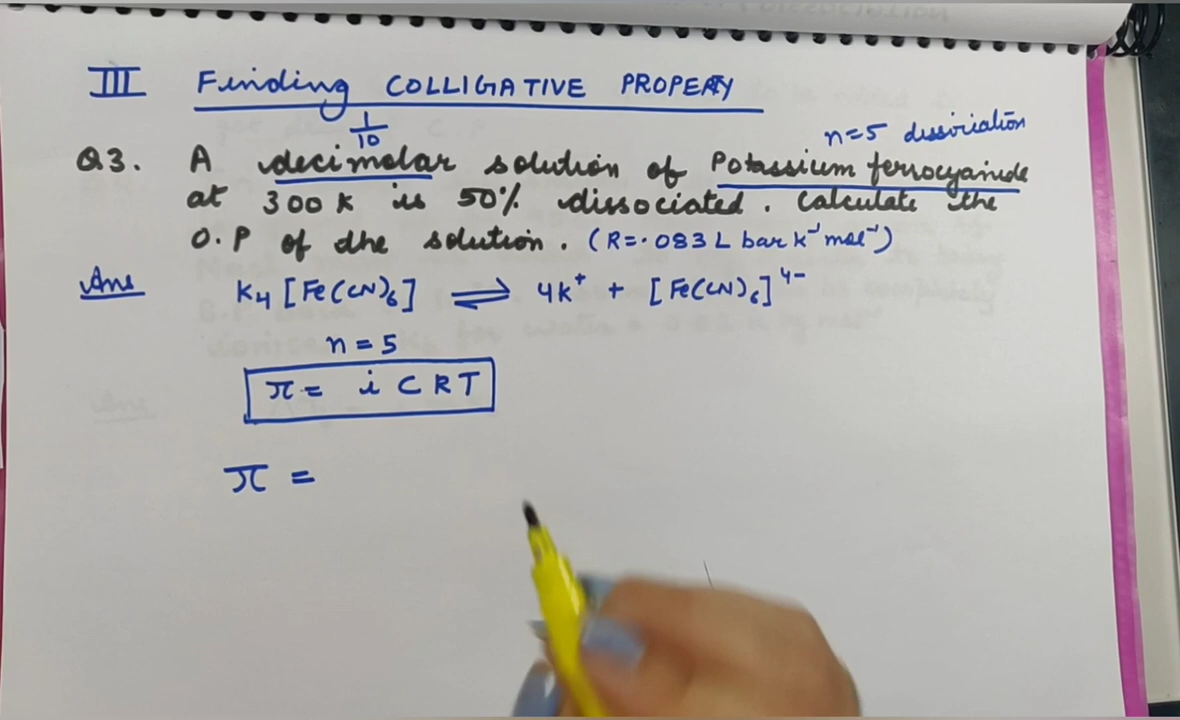 III Finding COLLIGATIVE PROPERTY
1/10
n=5 dissociation
Q3. A decimolar solution of Potassium ferrocyanide
at 300 K is 50% dissociated. Calculate the
O.P of the solution. (R=.083 L bar K⁻¹ mol⁻¹)
Ans K4 [Fe(CN)6] ⇌ 4K⁺ + [Fe(CN)6]⁴⁻
n = 5
π = i C R T
π =